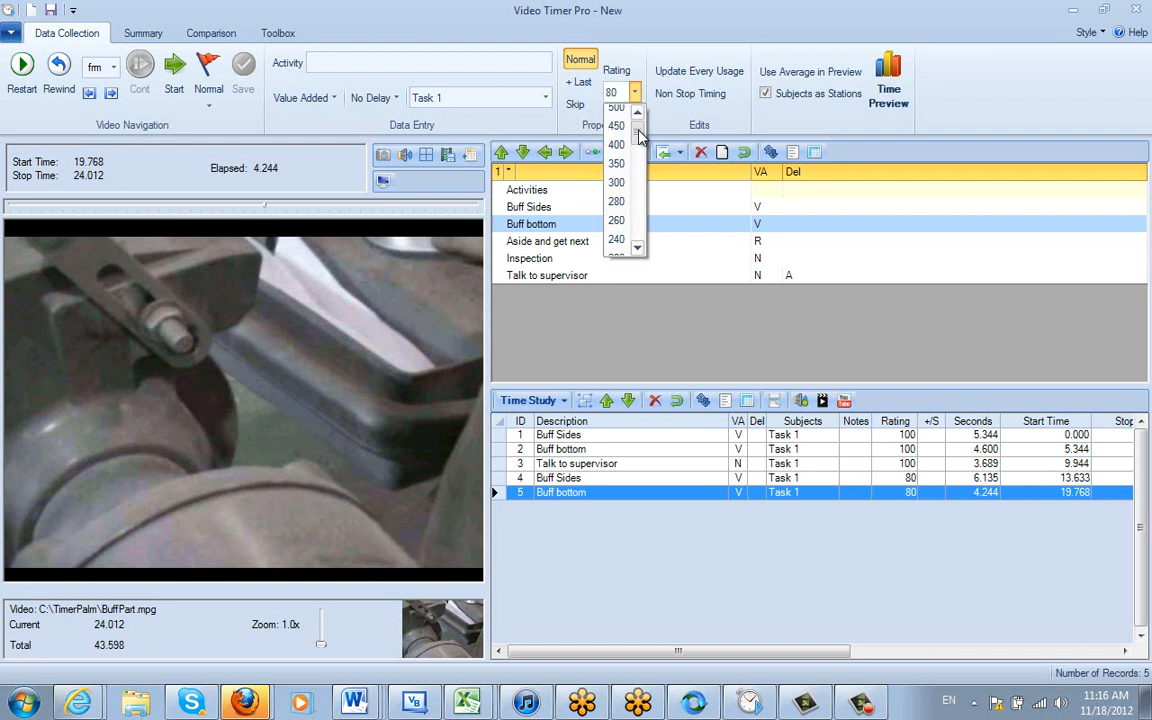 Video Timer Pro - New
Data Collection Summary Comparison Toolbox Style Help
Restart Rewind frm Cont Start Normal Save
Video Navigation
Activity
Value Added No Delay Task 1
Data Entry
Normal
+ Last
Skip
Rating
80
Prop
Update Every Usage
Non Stop Timing
Edits
Use Average in Preview
Subjects as Stations
Time
Preview
500
450
400
350
300
280
260
240
Start Time: 19.768
Stop Time: 24.012
Elapsed: 4.244
1 * VA Del
Activities
Buff Sides V
Buff bottom V
Aside and get next R
Inspection N
Talk to supervisor N A
Time Study
ID Description VA Del Subjects Notes Rating +/S Seconds Start Time Stop
1 Buff Sides V Task 1 100 5.344 0.000
2 Buff bottom V Task 1 100 4.600 5.344
3 Talk to supervisor N Task 1 100 3.689 9.944
4 Buff Sides V Task 1 80 6.135 13.633
5 Buff bottom V Task 1 80 4.244 19.768
Video: C:\TimerPalm\BuffPart.mpg
Current 24.012 Zoom: 1.0x
Total 43.598
Number of Records: 5
EN
11:16 AM
11/18/2012